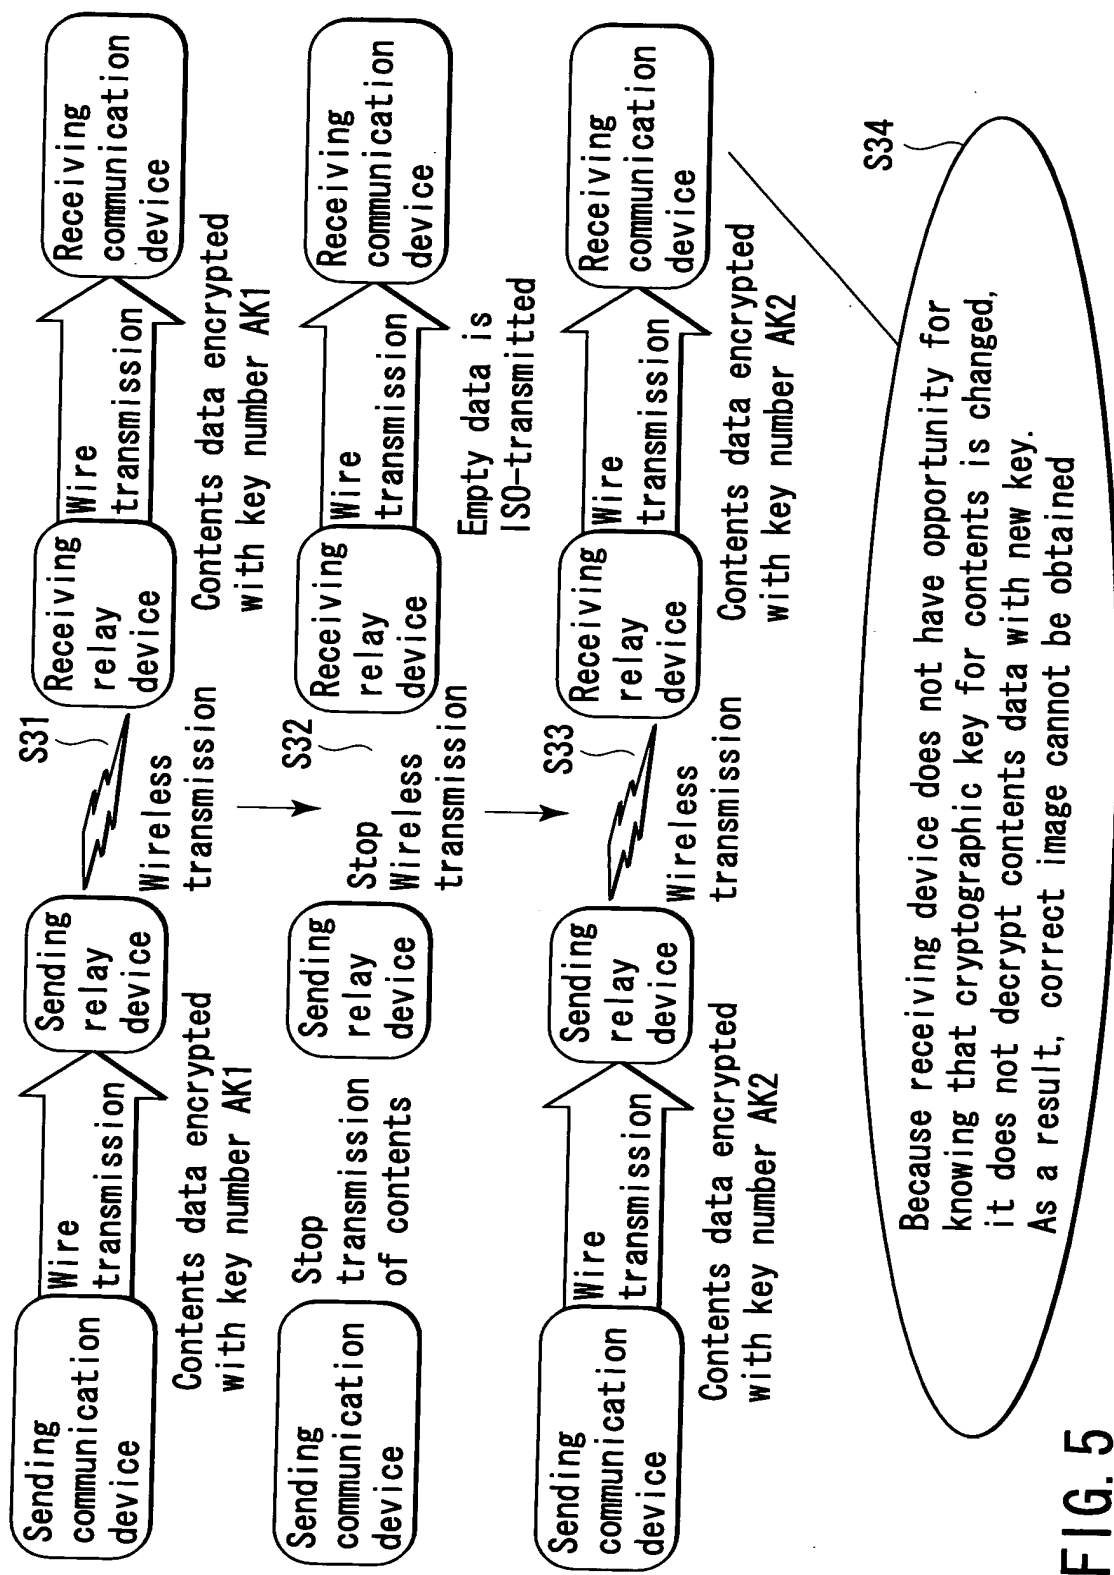 Sending
communication
device
Wire
transmission
Contents data encrypted
with key number AK1
Sending
relay
device
S31
Wireless
transmission
Receiving
relay
device
Wire
transmission
Contents data encrypted
with key number AK1
Receiving
communication
device
Sending
communication
device
Stop
transmission
of contents
Sending
relay
device
S32
Stop
Wireless
transmission
Receiving
relay
device
Wire
transmission
Empty data is
ISO-transmitted
Receiving
communication
device
Sending
communication
device
Wire
transmission
Contents data encrypted
with key number AK2
Sending
relay
device
S33
Wireless
transmission
Receiving
relay
device
Wire
transmission
Contents data encrypted
with key number AK2
Receiving
communication
device
S34
Because receiving device does not have opportunity for
knowing that cryptographic key for contents is changed,
it does not decrypt contents data with new key.
As a result, correct image cannot be obtained
FIG. 5